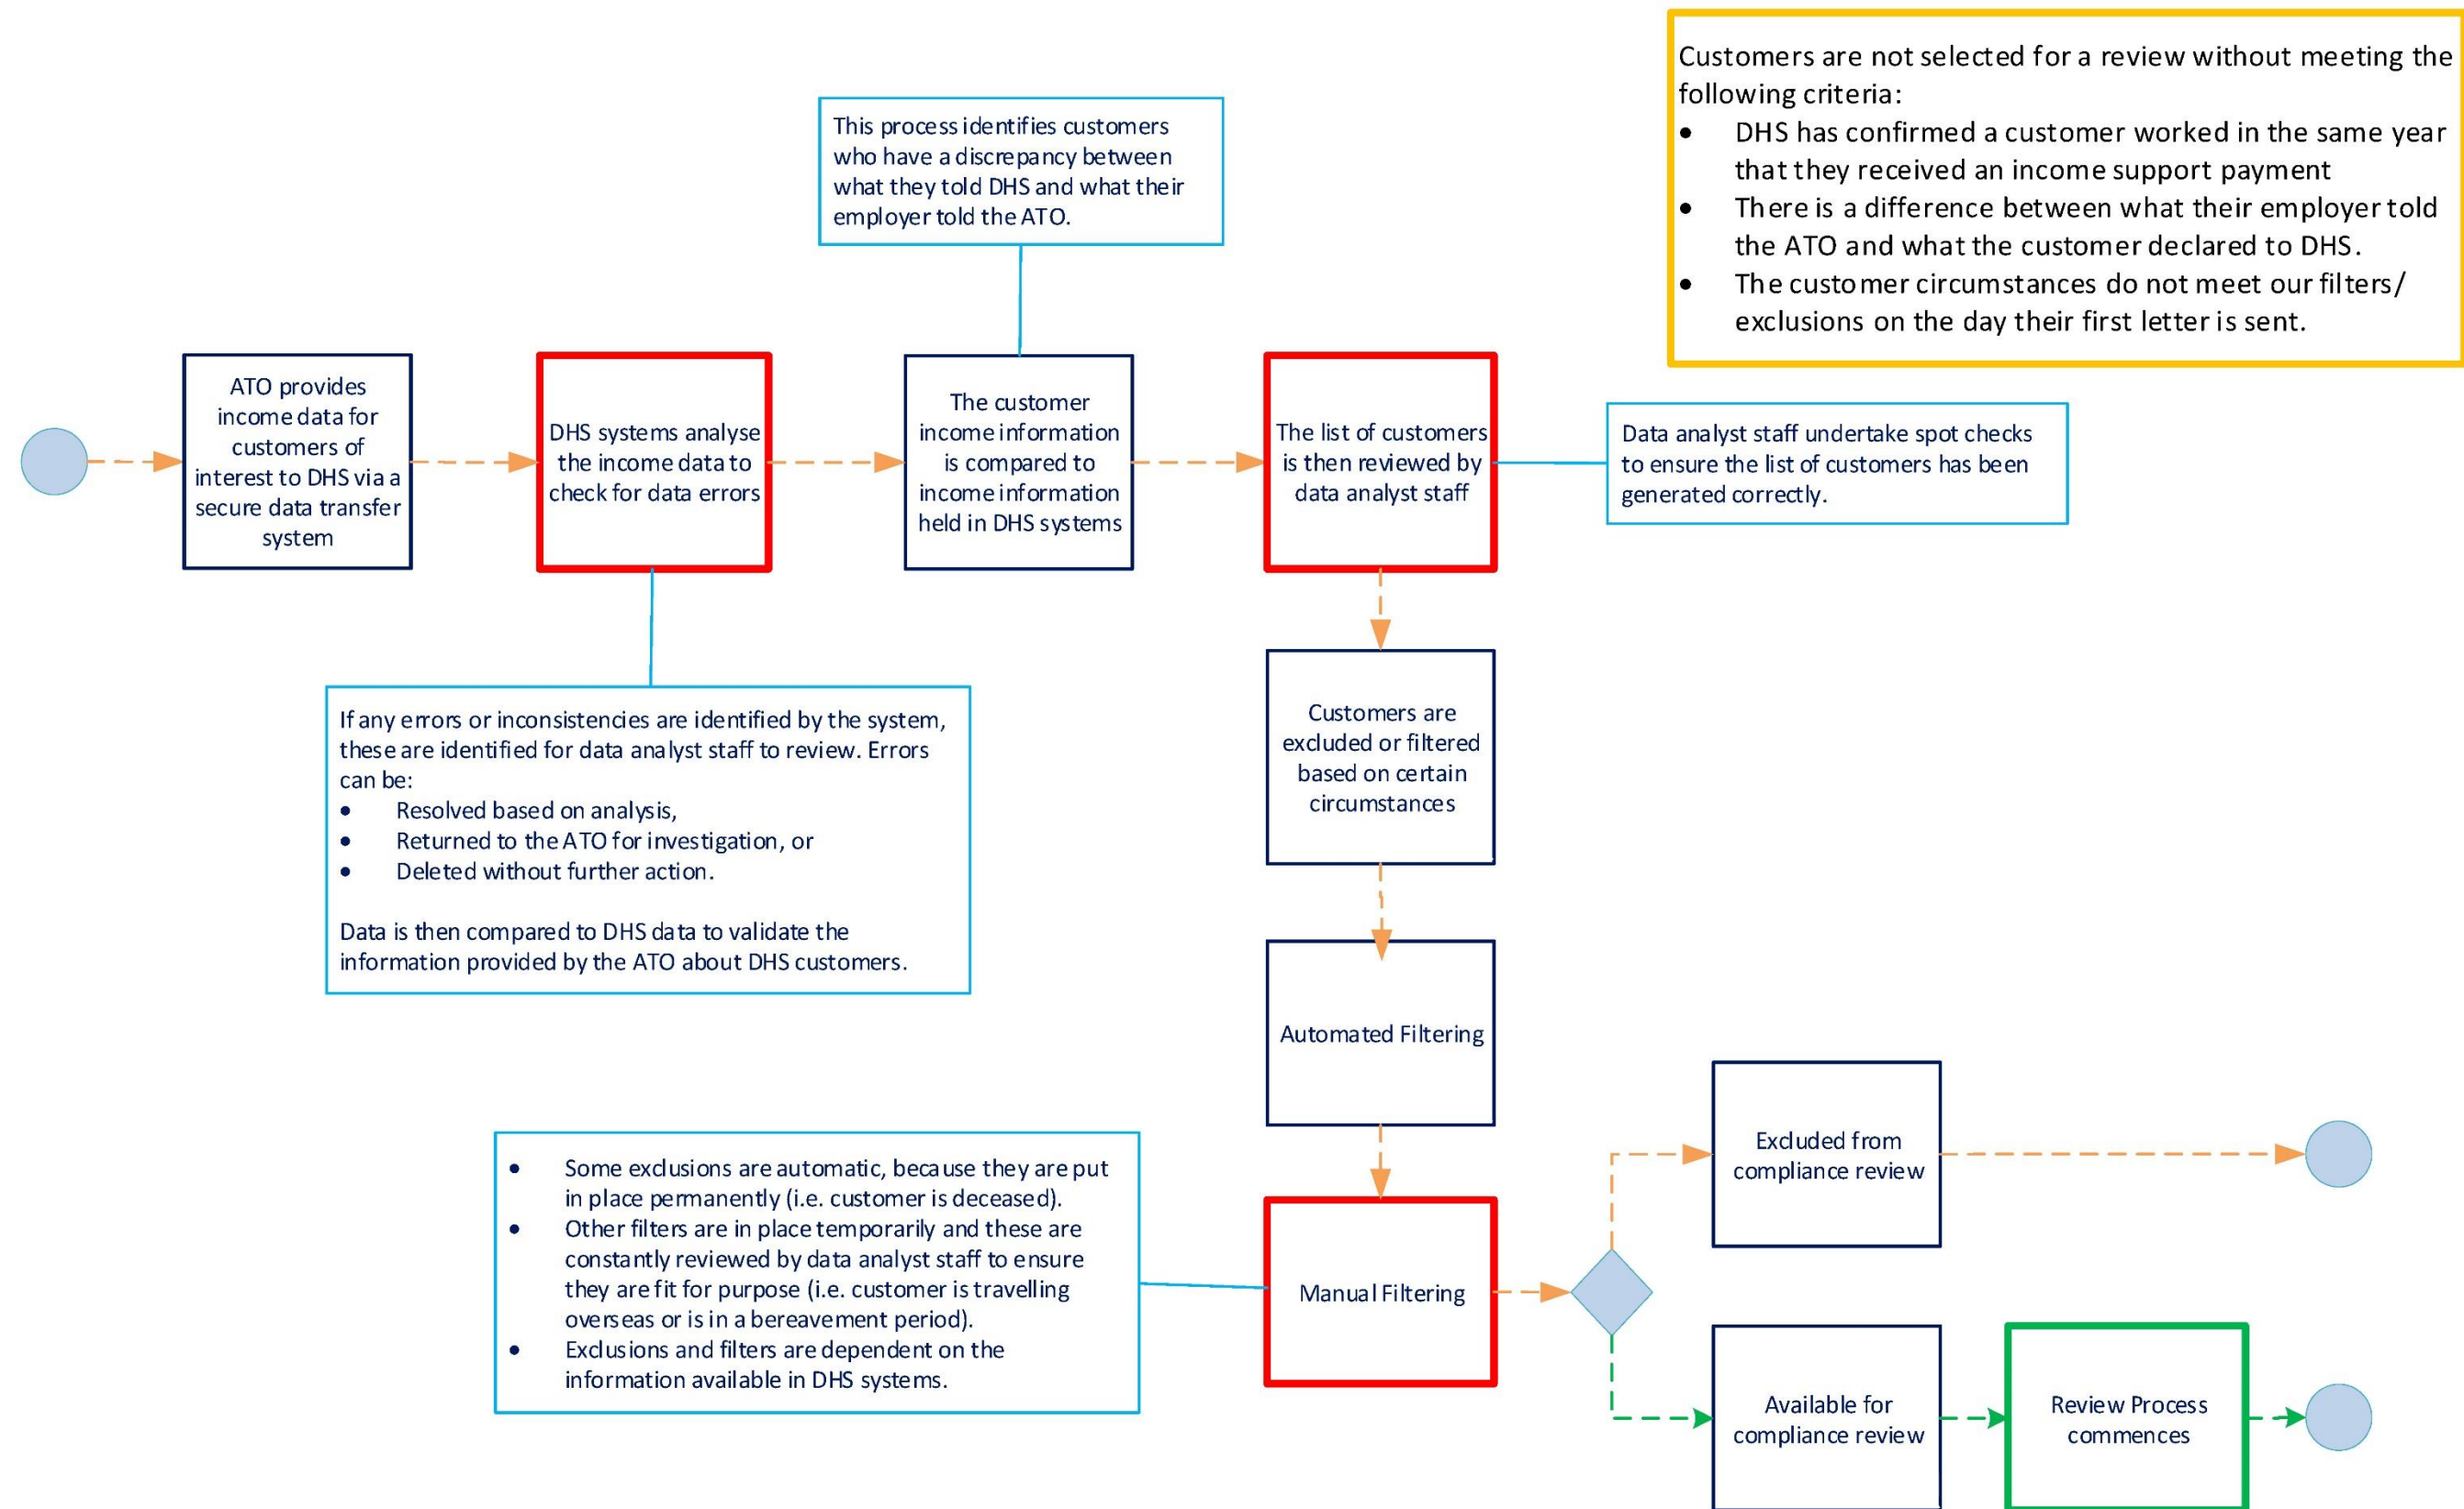 Customers are not selected for a review without meeting the
following criteria:
• DHS has confirmed a customer worked in the same year
that they received an income support payment
• There is a difference between what their employer told
the ATO and what the customer declared to DHS.
• The customer circumstances do not meet our filters/
exclusions on the day their first letter is sent.
This process identifies customers
who have a discrepancy between
what they told DHS and what their
employer told the ATO.
ATO provides
income data for
customers of
interest to DHS via a
secure data transfer
system
DHS systems analyse
the income data to
check for data errors
The customer
income information
is compared to
income information
held in DHS systems
The list of customers
is then reviewed by
data analyst staff
Data analyst staff undertake spot checks
to ensure the list of customers has been
generated correctly.
If any errors or inconsistencies are identified by the system,
these are identified for data analyst staff to review. Errors
can be:
• Resolved based on analysis,
• Returned to the ATO for investigation, or
• Deleted without further action.
Data is then compared to DHS data to validate the
information provided by the ATO about DHS customers.
Customers are
excluded or filtered
based on certain
circumstances
Automated Filtering
• Some exclusions are automatic, because they are put
in place permanently (i.e. customer is deceased).
• Other filters are in place temporarily and these are
constantly reviewed by data analyst staff to ensure
they are fit for purpose (i.e. customer is travelling
overseas or is in a bereavement period).
• Exclusions and filters are dependent on the
information available in DHS systems.
Manual Filtering
Excluded from
compliance review
Available for
compliance review
Review Process
commences